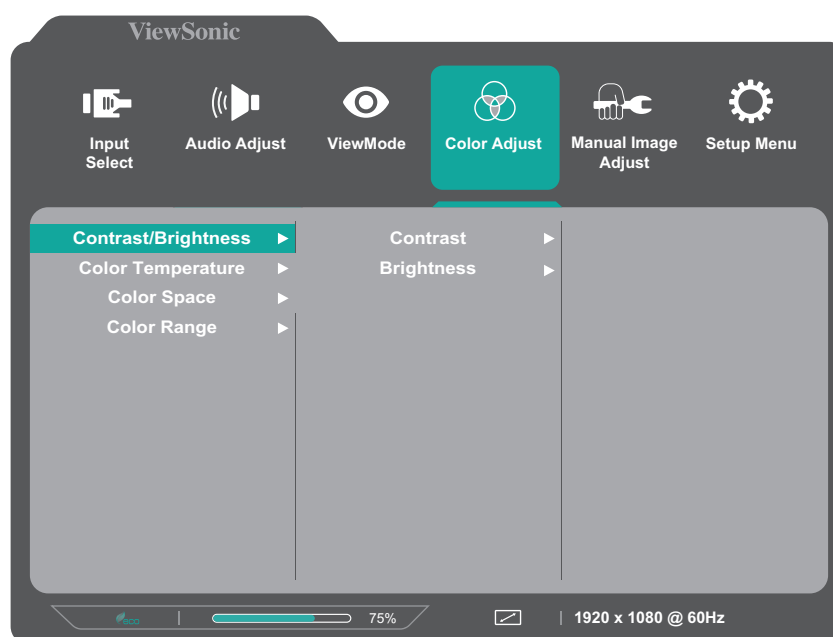 ViewSonic
Input
Select
Audio Adjust
ViewMode
Color Adjust
Manual Image
Adjust
Setup Menu
Contrast/Brightness
Color Temperature
Color Space
Color Range
Contrast
Brightness
eco
75%
1920 x 1080 @ 60Hz